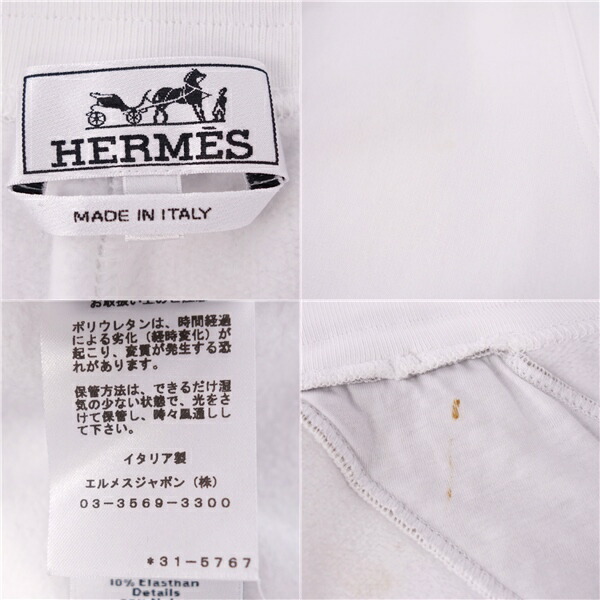 HERMÈS
MADE IN ITALY
ポリウレタンは、時間経過
による劣化（経時変化）が
起こり、変質が発生する恐
れがあります。
保管方法は、できるだけ湿
気の少ない状態で、光をさ
けて保管し、時々風通しし
て下さい。
イタリア製
エルメスジャポン（株）
03-3569-3300
*31-5767
10% Elasthan
Details